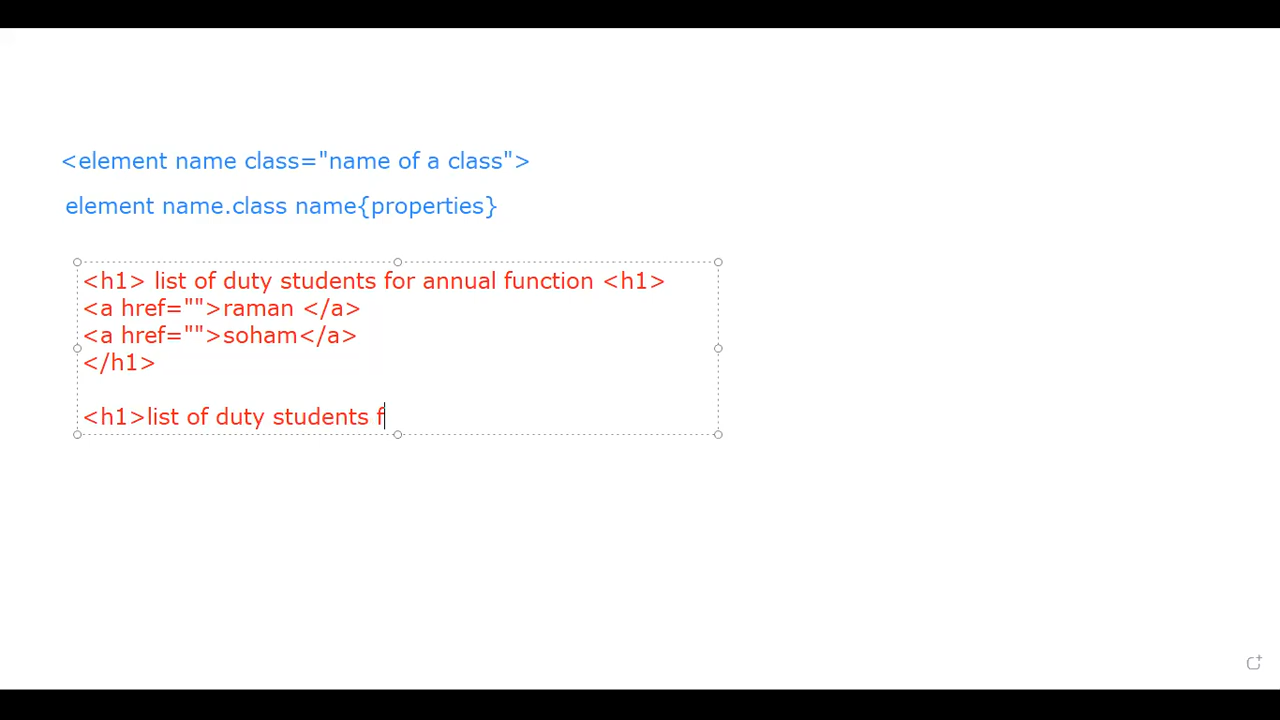 <element name class="name of a class">
element name.class name{properties}
<h1> list of duty students for annual function <h1>
<a href="">raman </a>
<a href="">soham</a>
</h1>
<h1>list of duty students f